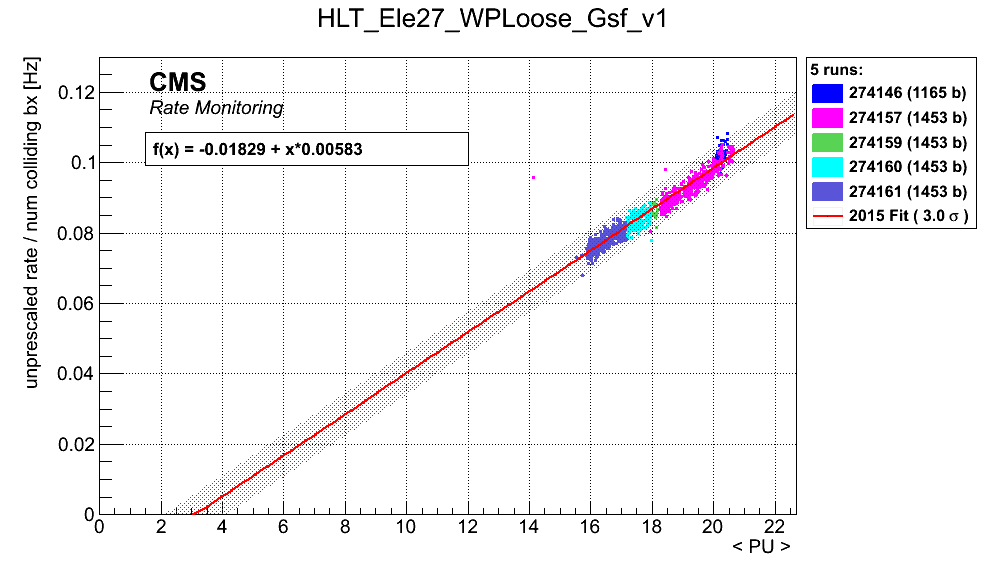 HLT_Ele27_WPLoose_Gsf_v1
unprescaled rate / num colliding bx [Hz]
CMS
Rate Monitoring
f(x) = -0.01829 + x*0.00583
0.12
0.1
0.08
0.06
0.04
0.02
0
0 2 4 6 8 10 12 14 16 18 20 22
< PU >
5 runs:
274146 (1165 b)
274157 (1453 b)
274159 (1453 b)
274160 (1453 b)
274161 (1453 b)
2015 Fit ( 3.0 σ )